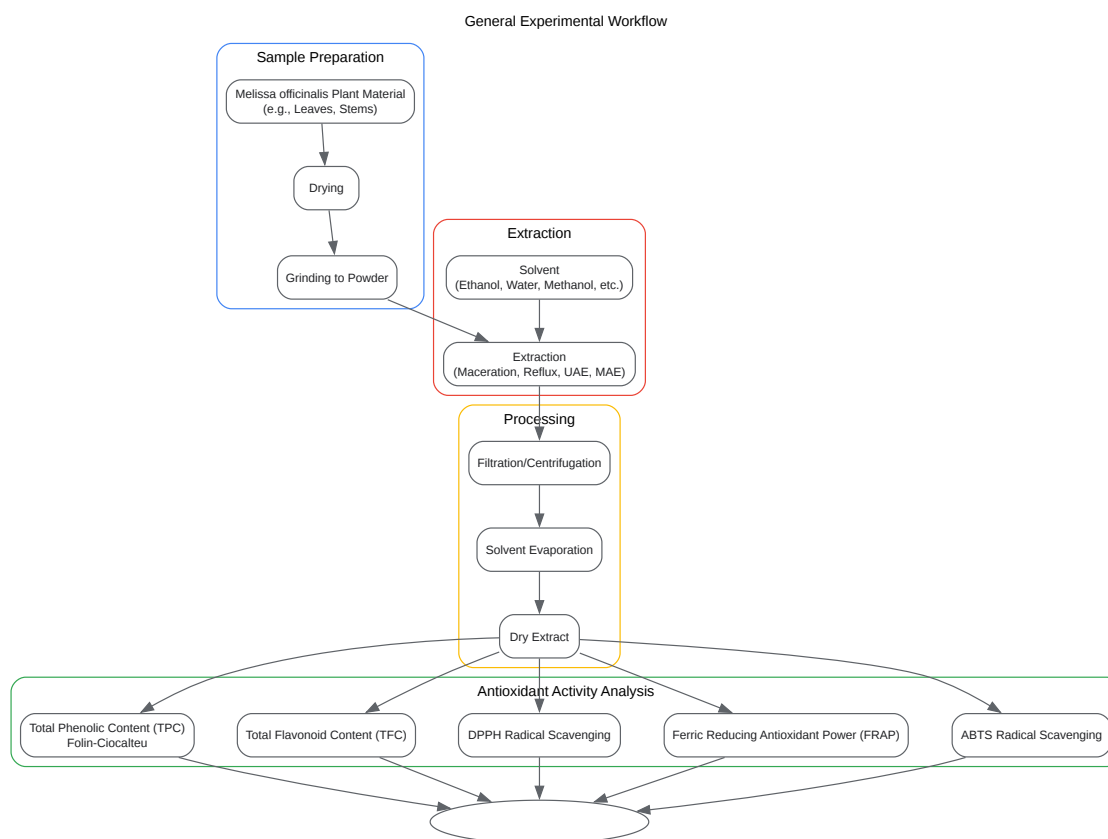 General Experimental Workflow
Sample Preparation
Melissa officinalis Plant Material
(e.g., Leaves, Stems)
Drying
Grinding to Powder
Extraction
Solvent
(Ethanol, Water, Methanol, etc.)
Extraction
(Maceration, Reflux, UAE, MAE)
Processing
Filtration/Centrifugation
Solvent Evaporation
Dry Extract
Antioxidant Activity Analysis
Total Phenolic Content (TPC)
Folin-Ciocalteu
Total Flavonoid Content (TFC)
DPPH Radical Scavenging
Ferric Reducing Antioxidant Power (FRAP)
ABTS Radical Scavenging